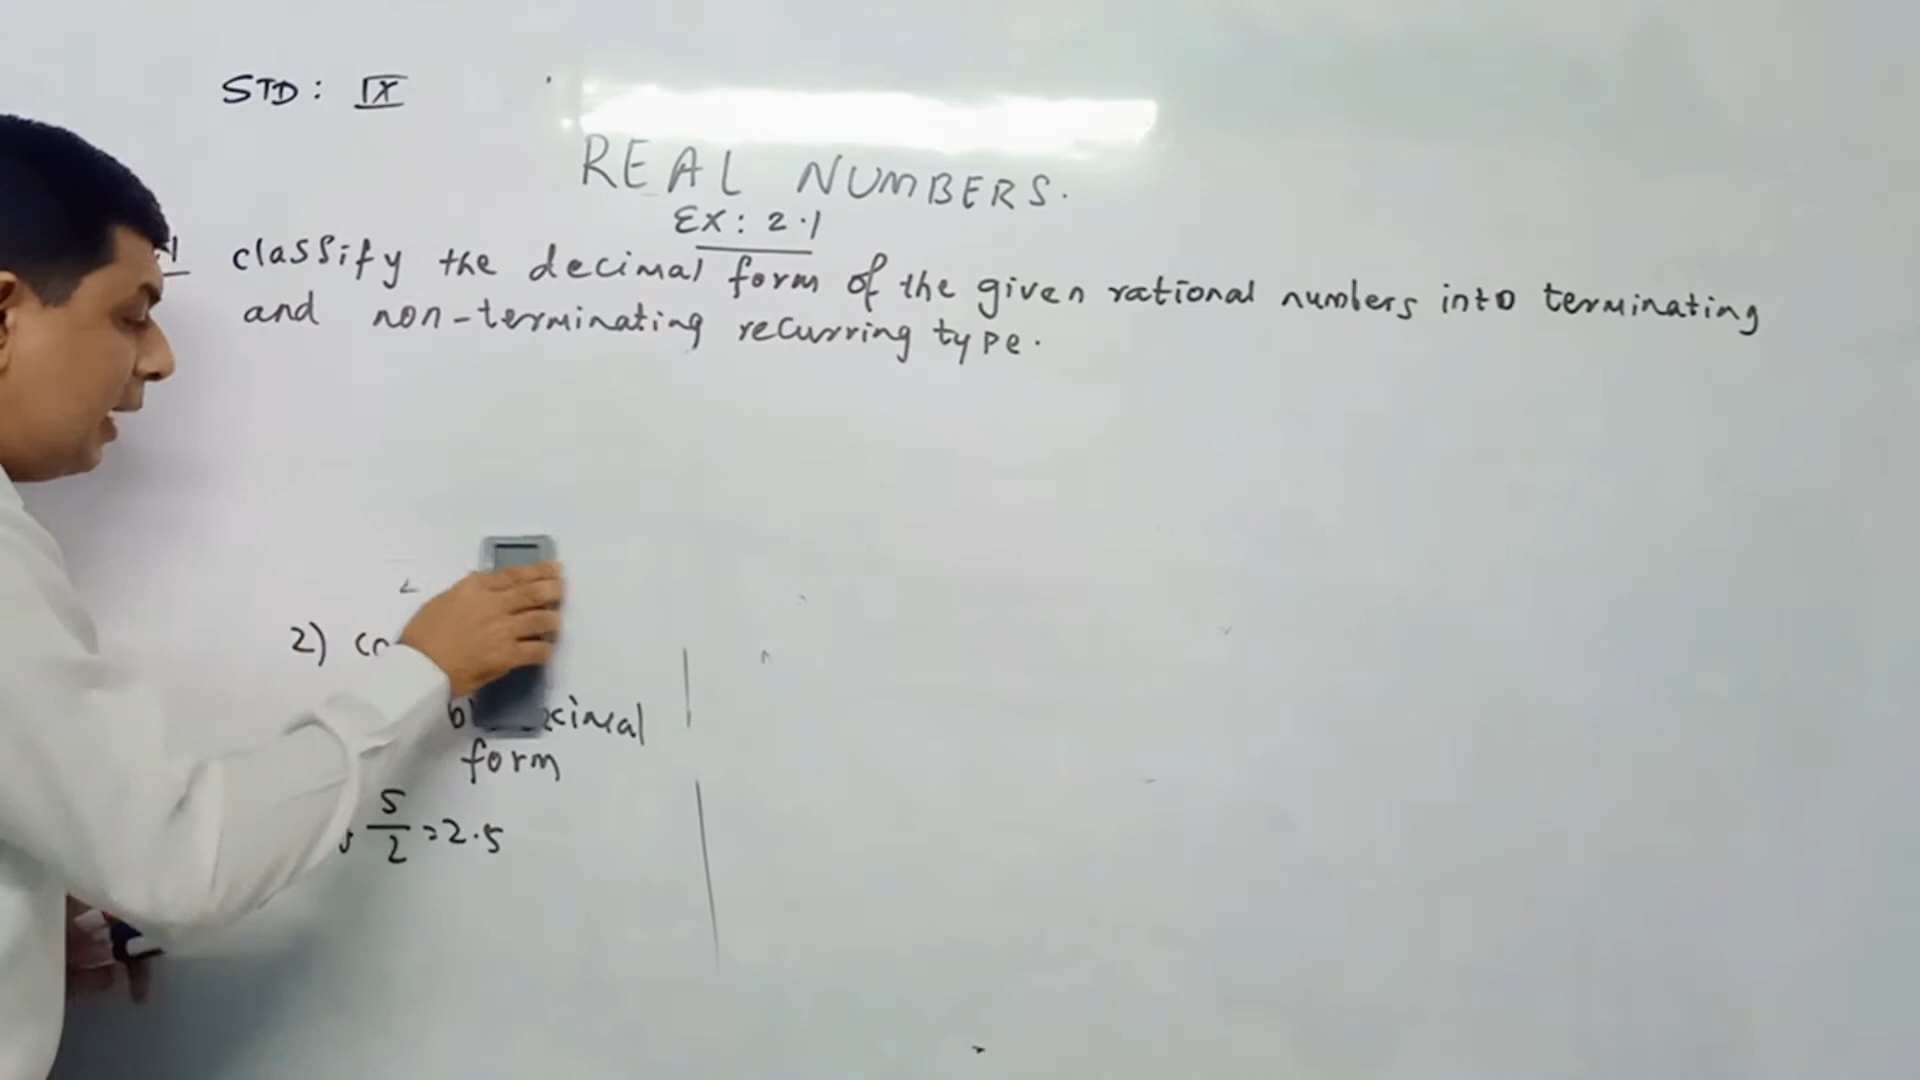 STD: IX
REAL NUMBERS.
EX: 2.1
classify the decimal form of the given rational numbers into terminating
and non-terminating recurring type.
2)
form
5/2 = 2.5